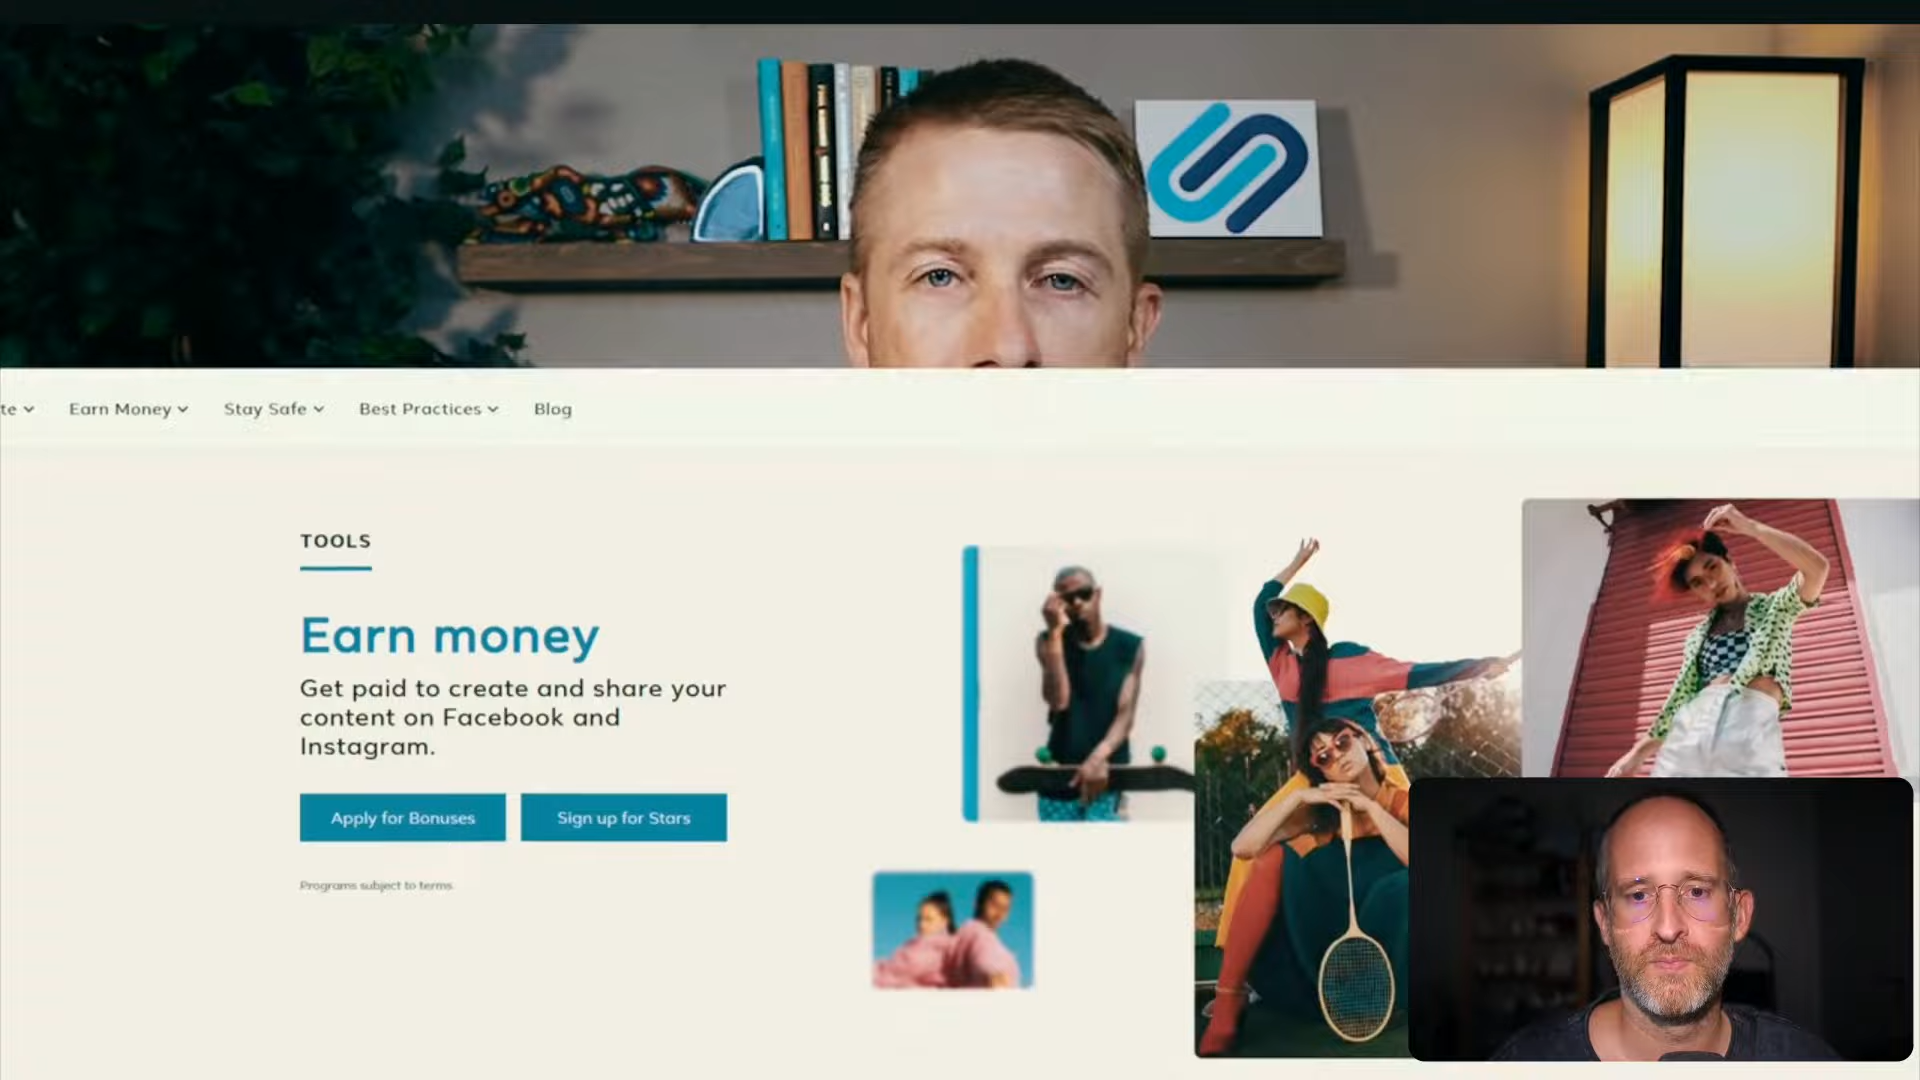 te
Earn Money
Stay Safe
Best Practices
Blog
TOOLS
Earn money
Get paid to create and share your
content on Facebook and
Instagram.
Apply for Bonuses
Sign up for Stars
Programs subject to terms.